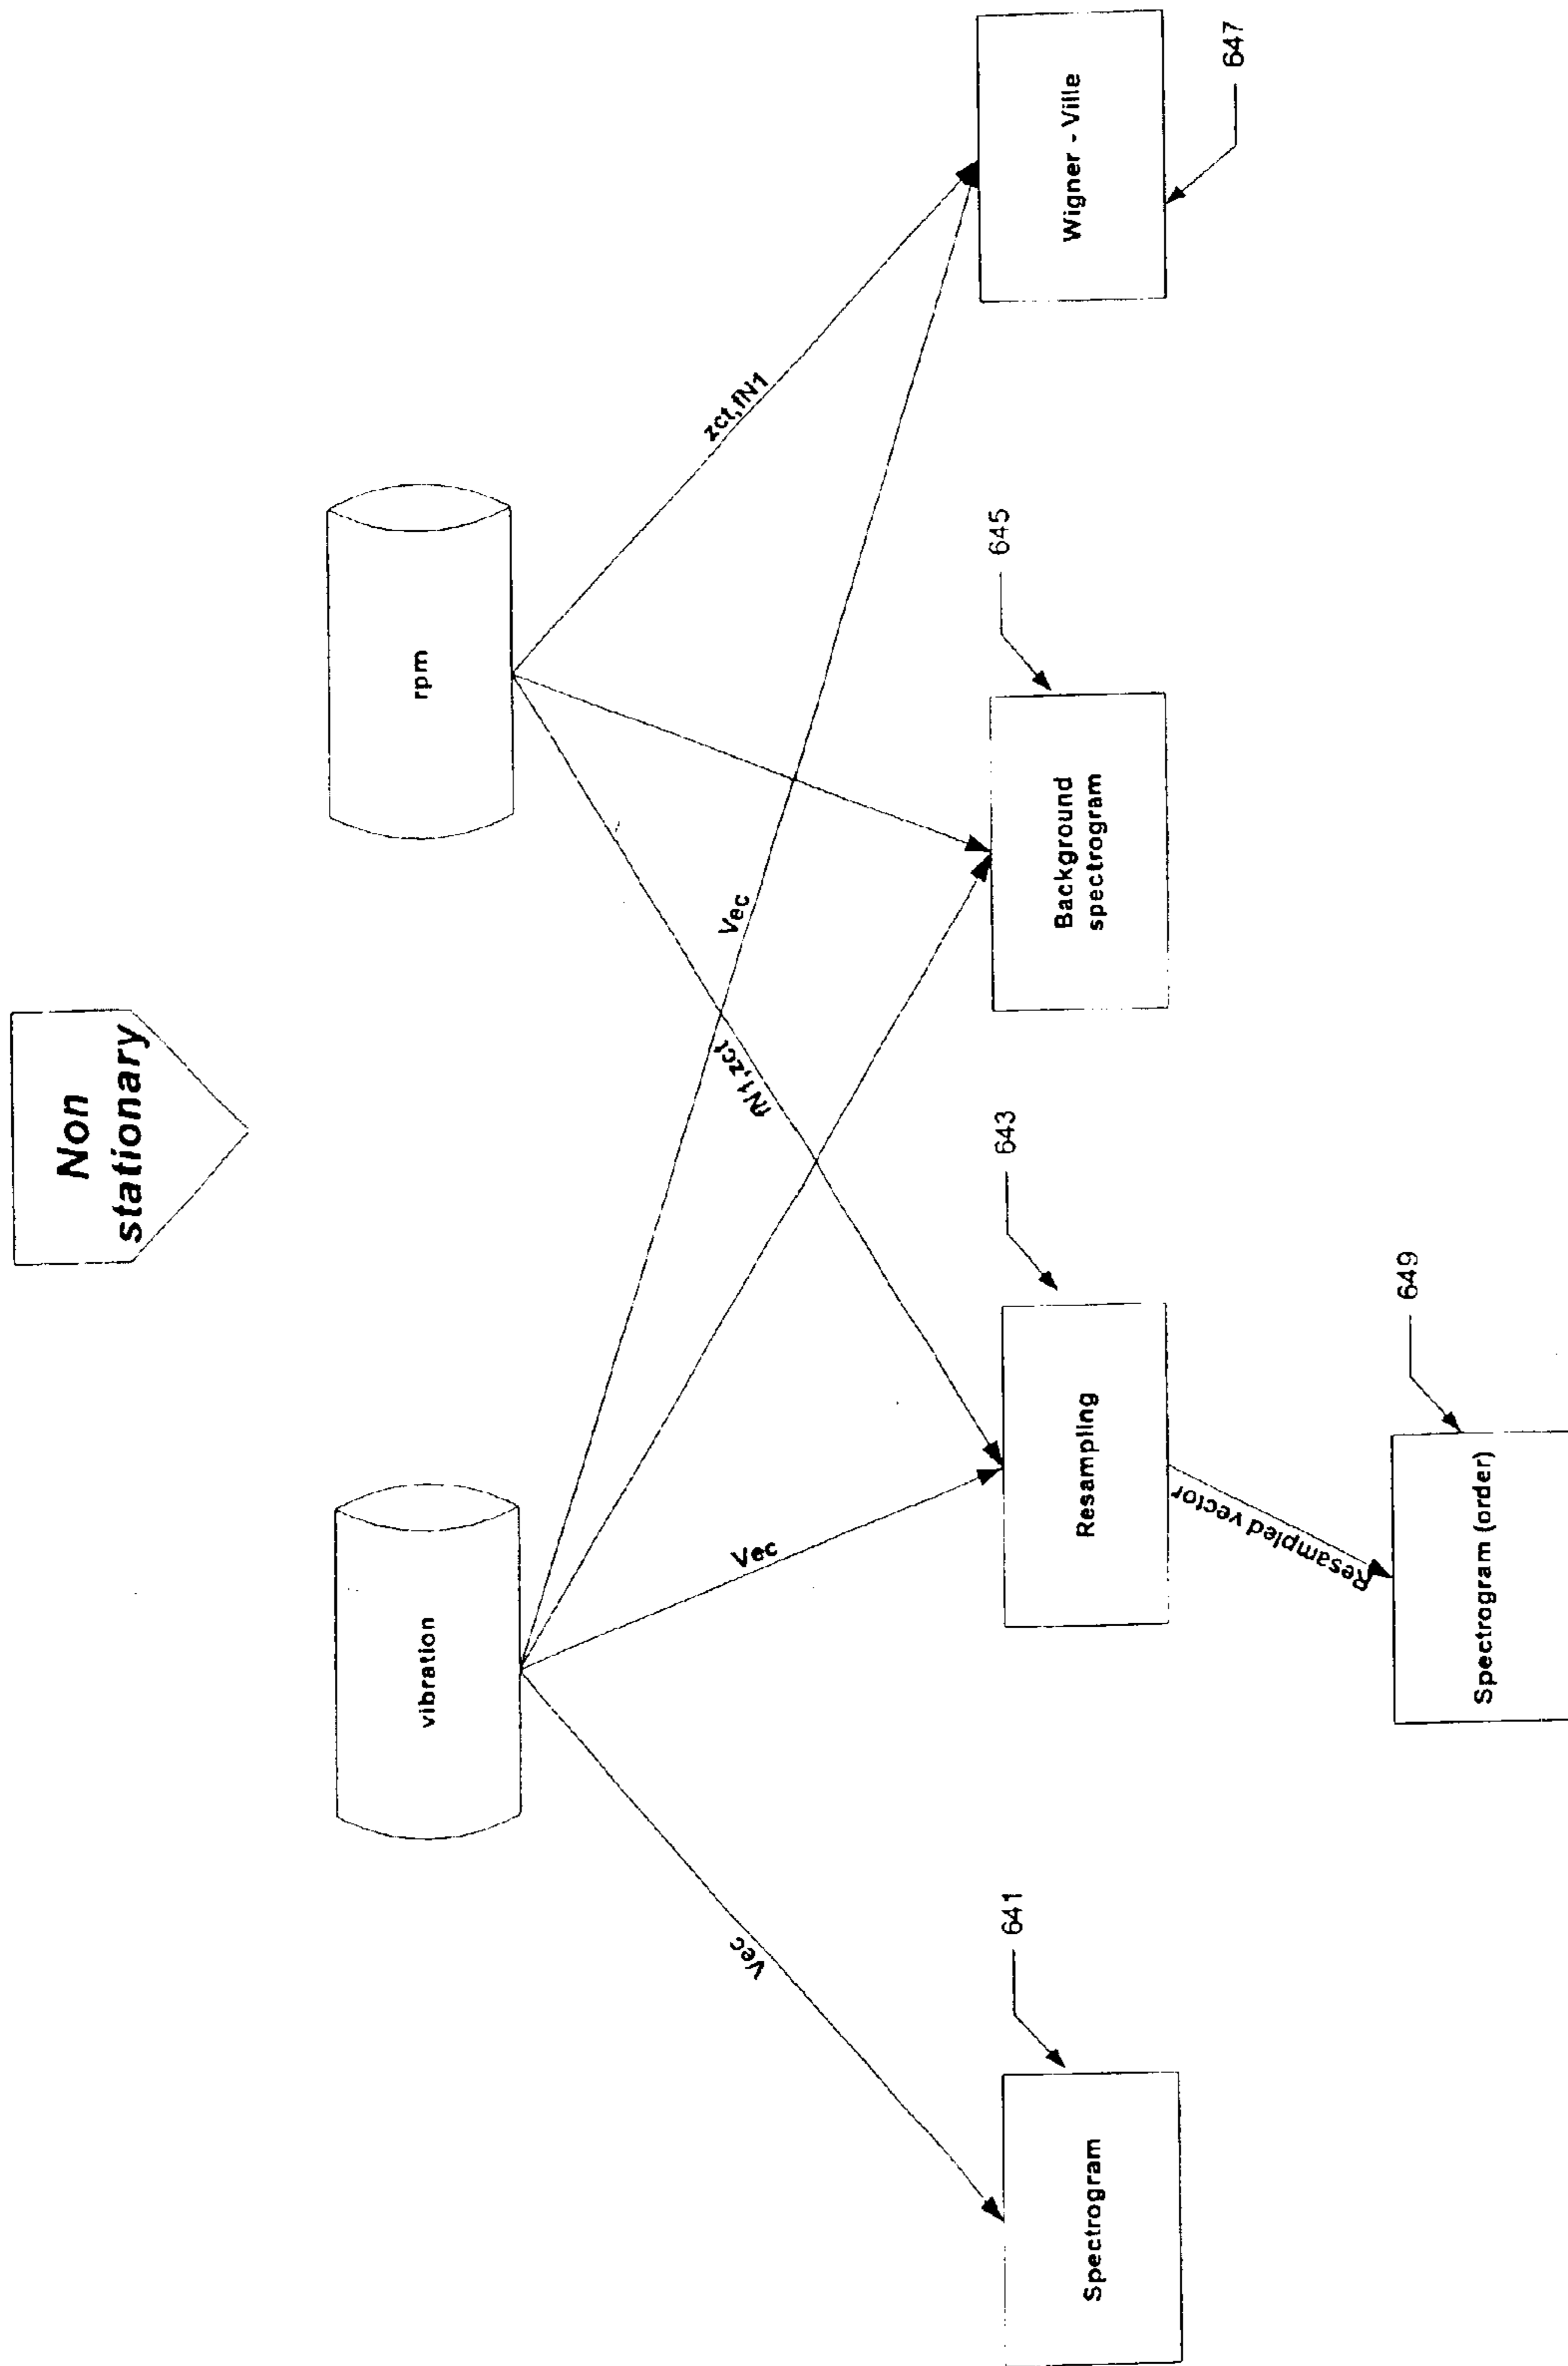 Non
stationary
vibration
rpm
Vec
Vec
fN1,zct
Vec
zct,fN1
641
Spectrogram
643
Resampling
645
Background
spectrogram
647
Wigner - Ville
Resampled vector
649
Spectrogram (order)